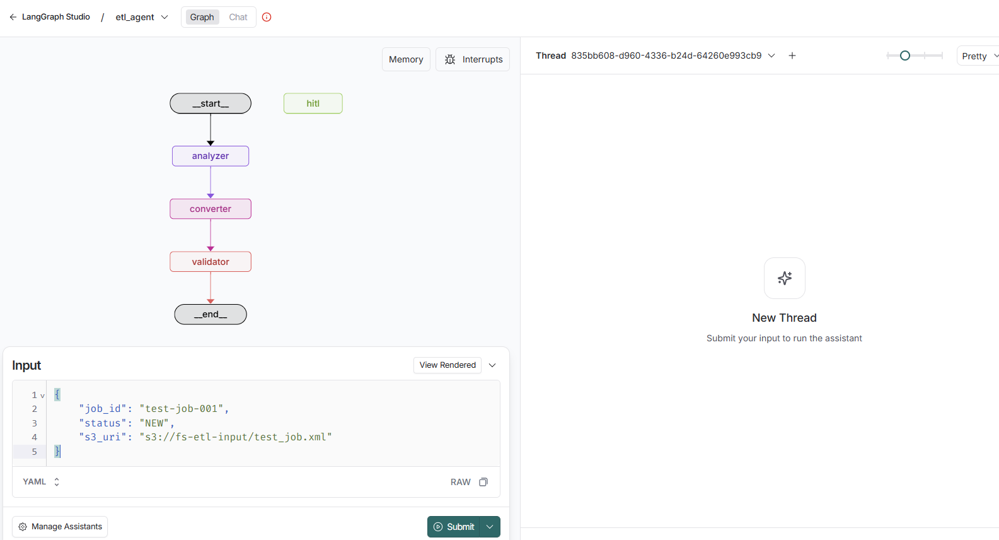 LangGraph Studio / etl_agent Graph Chat
Memory Interrupts
__start__ hitl
analyzer
converter
validator
__end__
Input View Rendered
1 {
2 "job_id": "test-job-001",
3 "status": "NEW",
4 "s3_uri": "s3://fs-etl-input/test_job.xml"
5 }
YAML RAW
Manage Assistants Submit
Thread 835bb608-d960-4336-b24d-64260e993cb9 + Pretty
New Thread
Submit your input to run the assistant